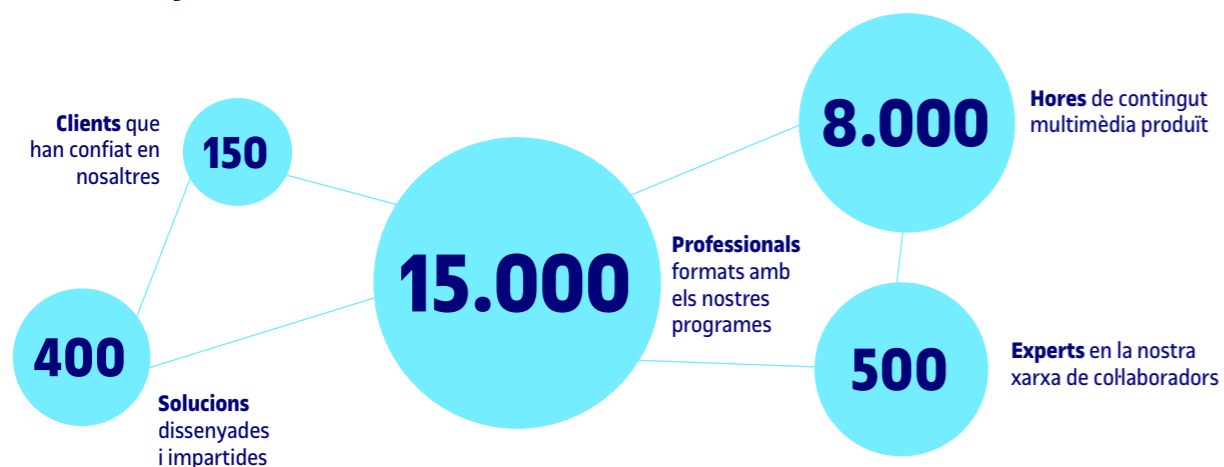 Clients que
han confiat en
nosaltres
150
400
Solucions
dissenyades
i impartides
15.000
Professionals
formats amb
els nostres
programes
8.000
Hores de contingut
multimèdia produït
500
Experts en la nostra
xarxa de col·laboradors